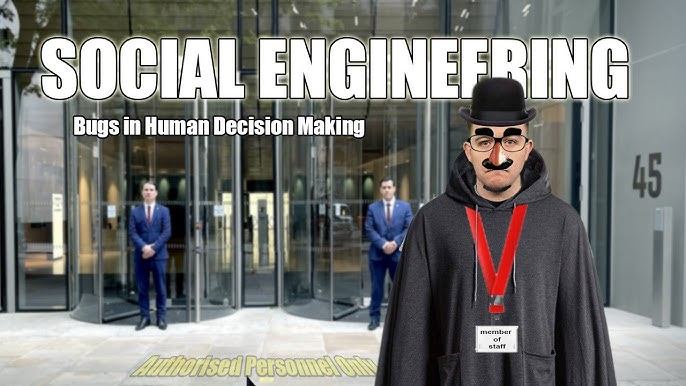 SOCIAL ENGINEERING
Bugs in Human Decision Making
45
member
of
staff
Authorised Personnel Only